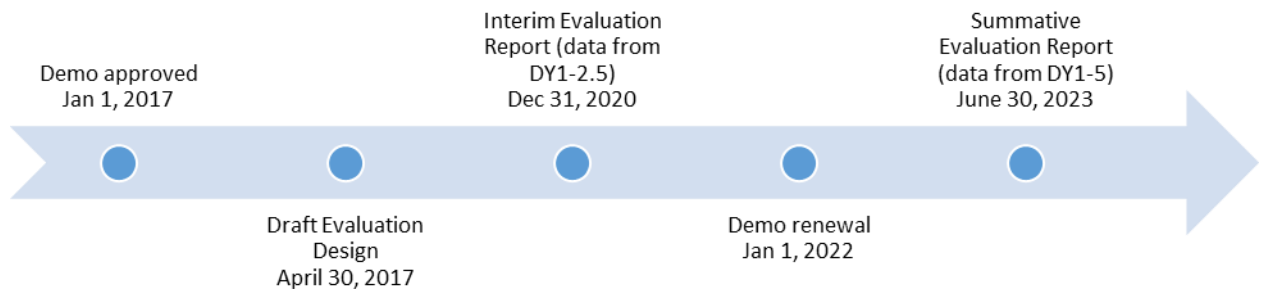 Demo approved
Jan 1, 2017
Draft Evaluation
Design
April 30, 2017
Interim Evaluation
Report (data from
DY1-2.5)
Dec 31, 2020
Demo renewal
Jan 1, 2022
Summative
Evaluation Report
(data from DY1-5)
June 30, 2023